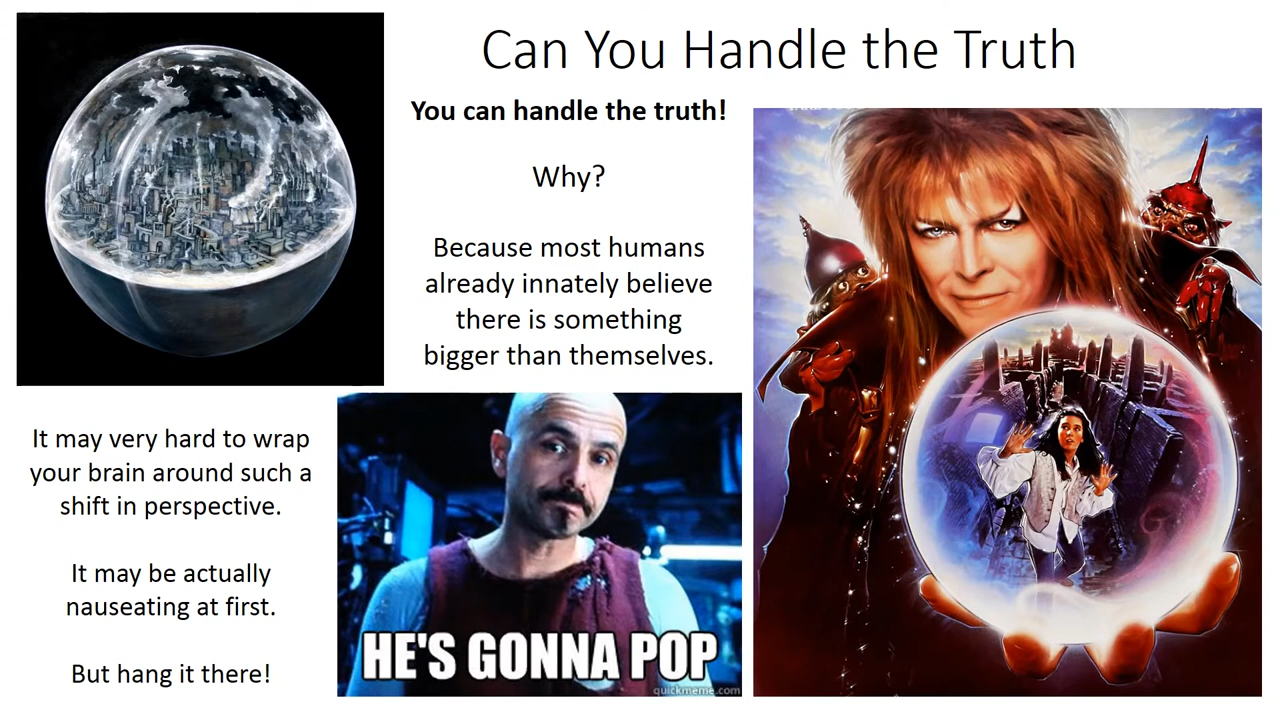 Can You Handle the Truth
You can handle the truth!
Why?
Because most humans
already innately believe
there is something
bigger than themselves.
It may very hard to wrap
your brain around such a
shift in perspective.
It may be actually
nauseating at first.
But hang it there!
HE'S GONNA POP
quickmeme.com